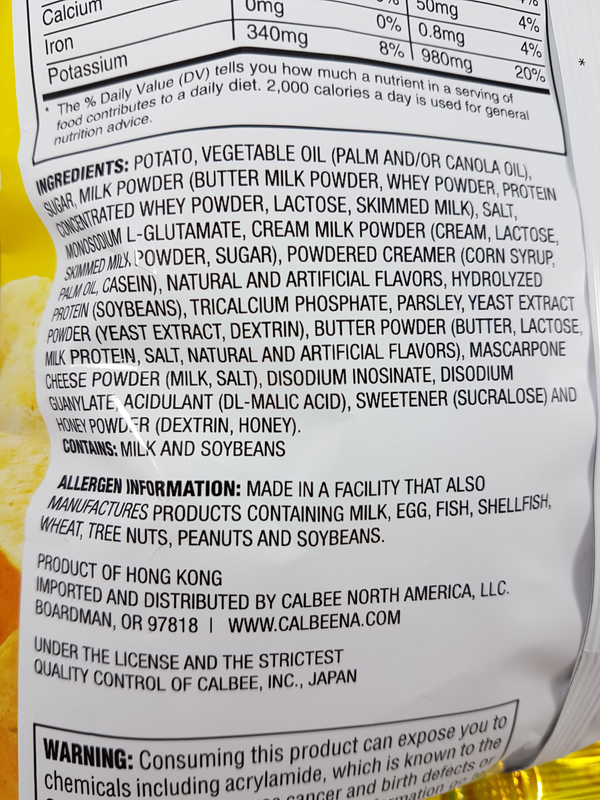 Calcium 0mg 0% 50mg 4%
Iron 340mg 8% 0.8mg 4%
Potassium 980mg 20%
* The % Daily Value (DV) tells you how much a nutrient in a serving of
food contributes to a daily diet. 2,000 calories a day is used for general
nutrition advice.
*
INGREDIENTS: POTATO, VEGETABLE OIL (PALM AND/OR CANOLA OIL),
SUGAR, MILK POWDER (BUTTER MILK POWDER, WHEY POWDER, PROTEIN
CONCENTRATED WHEY POWDER, LACTOSE, SKIMMED MILK), SALT,
MONOSODIUM L-GLUTAMATE, CREAM MILK POWDER (CREAM, LACTOSE,
SKIMMED MILK POWDER, SUGAR), POWDERED CREAMER (CORN SYRUP,
PALM OIL, CASEIN), NATURAL AND ARTIFICIAL FLAVORS, HYDROLYZED
PROTEIN (SOYBEANS), TRICALCIUM PHOSPHATE, PARSLEY, YEAST EXTRACT
POWDER (YEAST EXTRACT, DEXTRIN), BUTTER POWDER (BUTTER, LACTOSE,
MILK PROTEIN, SALT, NATURAL AND ARTIFICIAL FLAVORS), MASCARPONE
CHEESE POWDER (MILK, SALT), DISODIUM INOSINATE, DISODIUM
GUANYLATE, ACIDULANT (DL-MALIC ACID), SWEETENER (SUCRALOSE) AND
HONEY POWDER (DEXTRIN, HONEY).
CONTAINS: MILK AND SOYBEANS
ALLERGEN INFORMATION: MADE IN A FACILITY THAT ALSO
MANUFACTURES PRODUCTS CONTAINING MILK, EGG, FISH, SHELLFISH,
WHEAT, TREE NUTS, PEANUTS AND SOYBEANS.
PRODUCT OF HONG KONG
IMPORTED AND DISTRIBUTED BY CALBEE NORTH AMERICA, LLC.
BOARDMAN, OR 97818 | WWW.CALBEENA.COM
UNDER THE LICENSE AND THE STRICTEST
QUALITY CONTROL OF CALBEE, INC., JAPAN
WARNING: Consuming this product can expose you to
chemicals including acrylamide, which is known to the
cancer and birth defects or